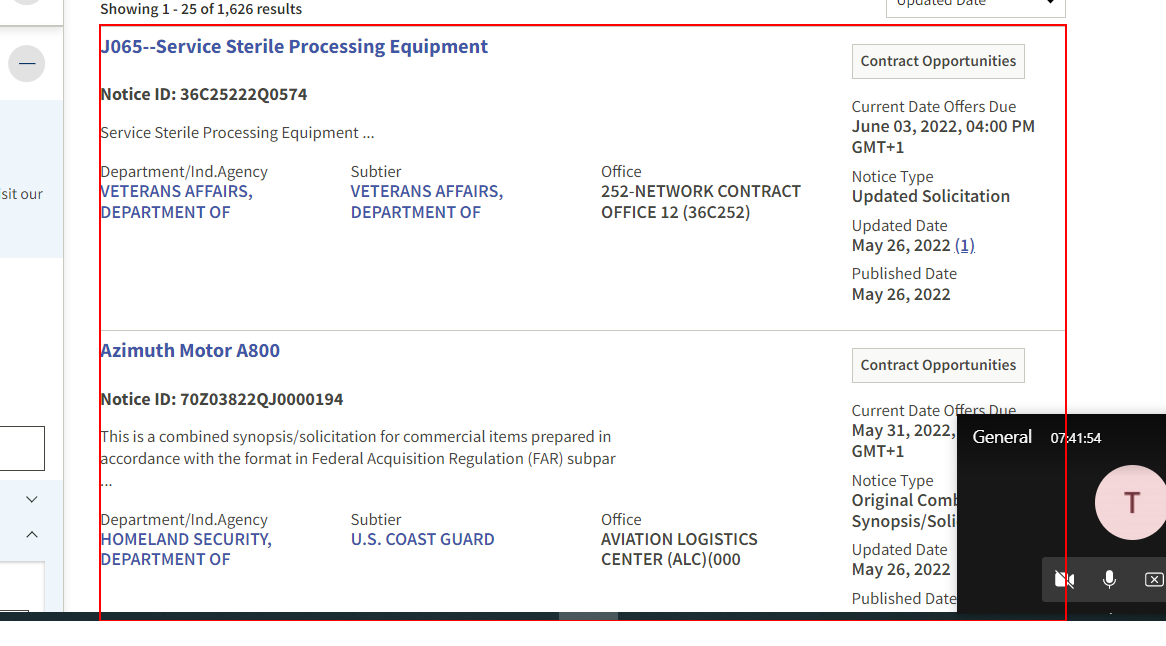 Showing 1 - 25 of 1,626 results
Updated Date
J065--Service Sterile Processing Equipment
Contract Opportunities
Notice ID: 36C25222Q0574
Service Sterile Processing Equipment ...
Department/Ind.Agency
VETERANS AFFAIRS,
DEPARTMENT OF
Subtier
VETERANS AFFAIRS,
DEPARTMENT OF
Office
252-NETWORK CONTRACT
OFFICE 12 (36C252)
Current Date Offers Due
June 03, 2022, 04:00 PM
GMT+1
Notice Type
Updated Solicitation
Updated Date
May 26, 2022 (1)
Published Date
May 26, 2022
sit our
Azimuth Motor A800
Contract Opportunities
Notice ID: 70Z03822QJ0000194
This is a combined synopsis/solicitation for commercial items prepared in
accordance with the format in Federal Acquisition Regulation (FAR) subpar
...
Department/Ind.Agency
HOMELAND SECURITY,
DEPARTMENT OF
Subtier
U.S. COAST GUARD
Office
AVIATION LOGISTICS
CENTER (ALC)(000
Current Date Offers Due
May 31, 2022,
GMT+1
Notice Type
Original Comb
Synopsis/Soli
Updated Date
May 26, 2022
Published Date
General 07:41:54
T